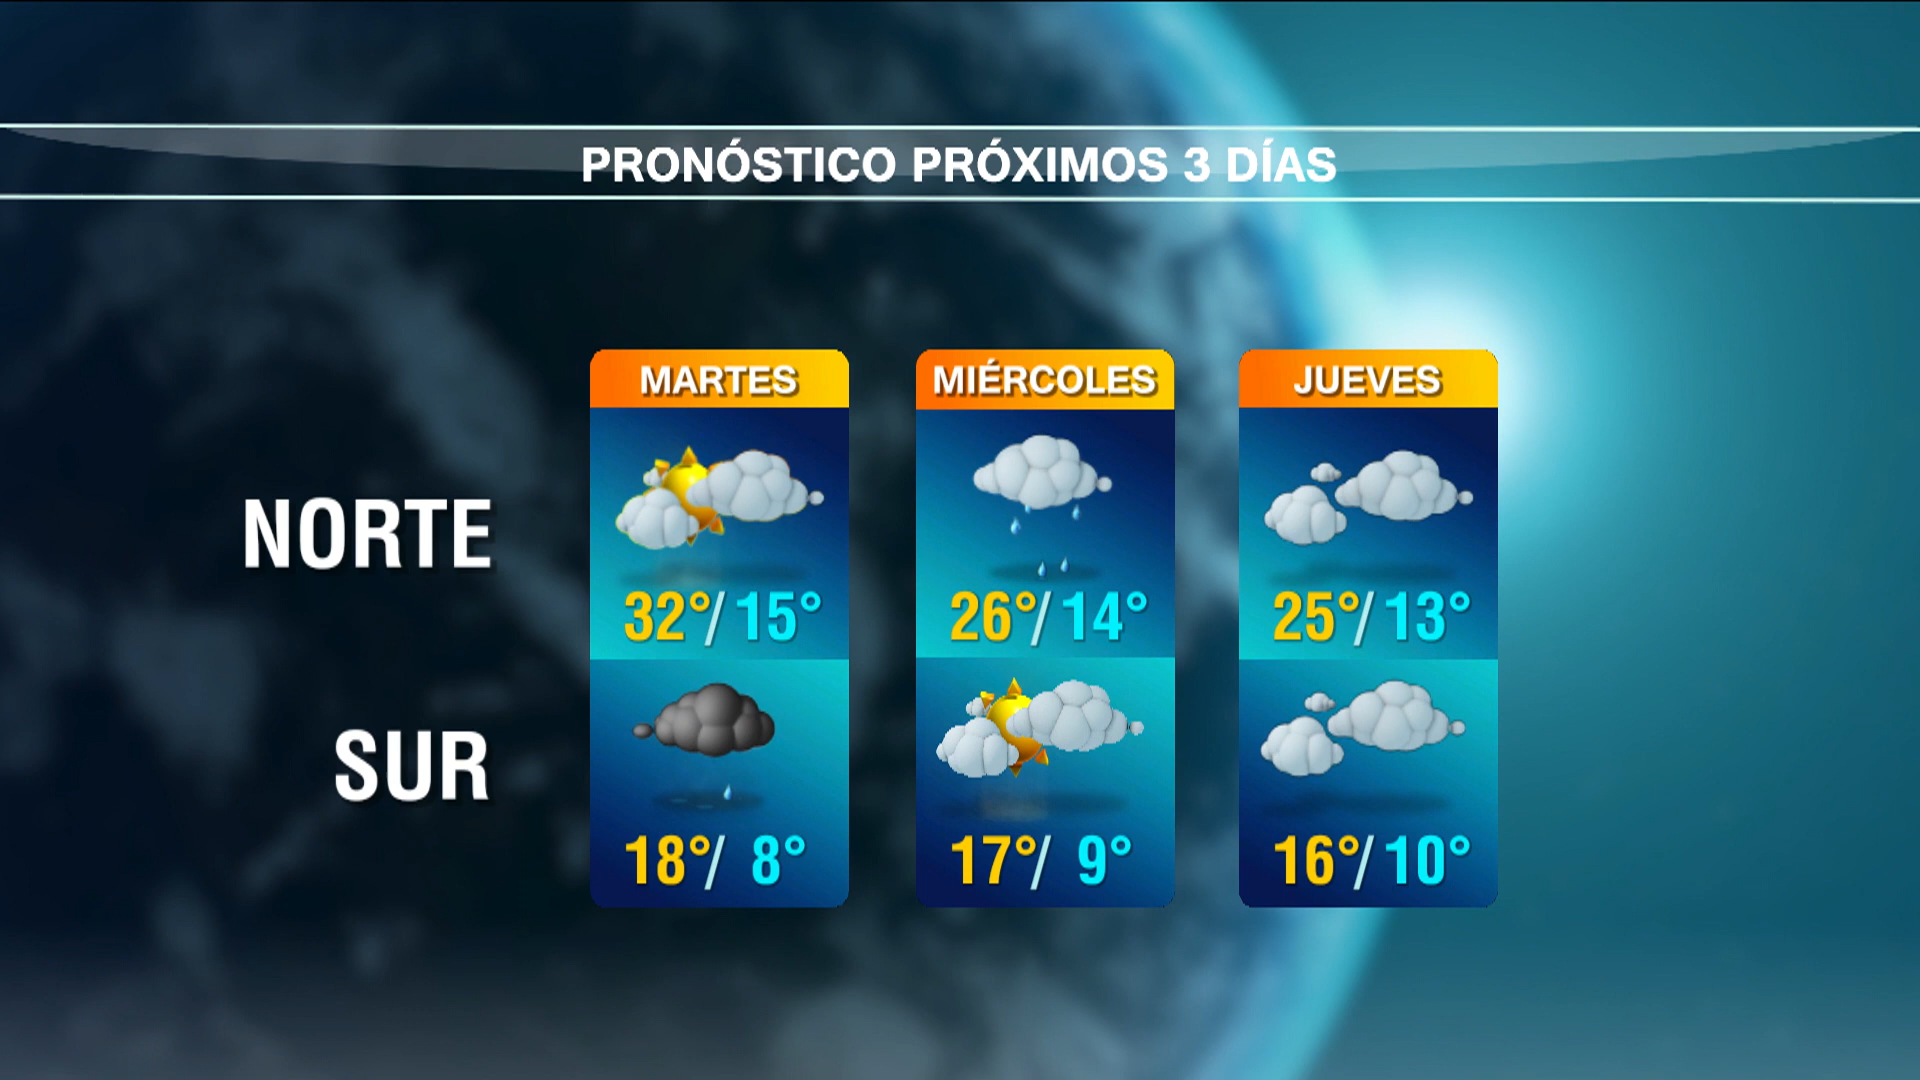 PRONÓSTICO PRÓXIMOS 3 DÍAS
MARTES MIÉRCOLES JUEVES
NORTE 32°/15° 26°/14° 25°/13°
SUR 18°/ 8° 17°/ 9° 16°/10°